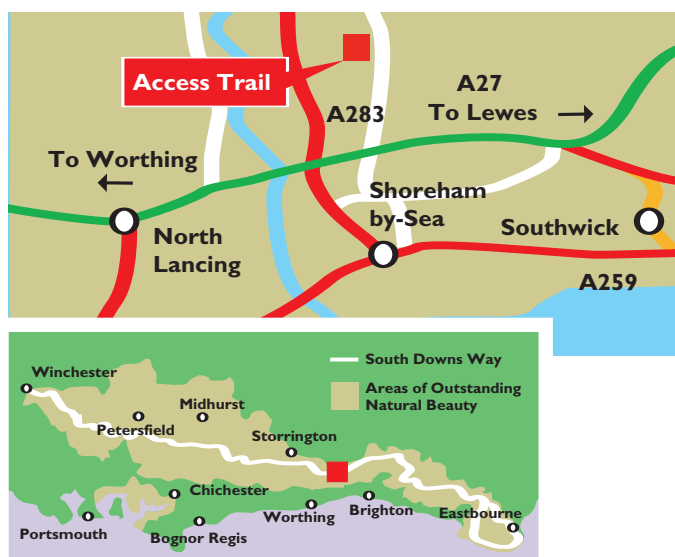 Access Trail
A27
To Lewes
A283
To Worthing
Shoreham
by-Sea
Southwick
North
Lancing
A259
South Downs Way
Areas of Outstanding
Natural Beauty
Winchester
Midhurst
Petersfield
Storrington
Chichester
Worthing
Brighton
Eastbourne
Portsmouth
Bognor Regis